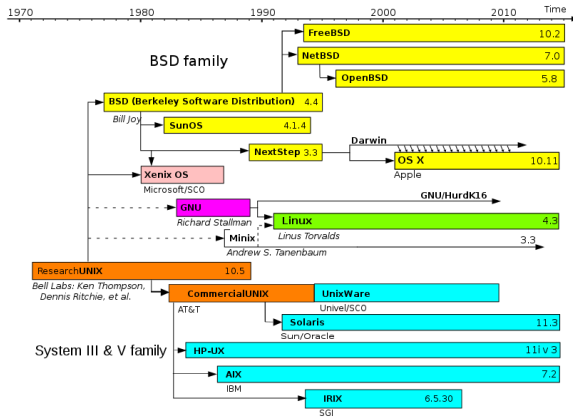 1970 1980 1990 2000 2010 Time
FreeBSD 10.2
BSD family
NetBSD 7.0
OpenBSD 5.8
BSD (Berkeley Software Distribution) 4.4
Bill Joy
SunOS 4.1.4
Darwin
NextStep 3.3
OS X 10.11
Xenix OS
Apple
Microsoft/SCO
GNU/HurdK16
GNU
Richard Stallman
Linux 4.3
Linus Torvalds
Minix 3.3
Andrew S. Tanenbaum
ResearchUNIX 10.5
Bell Labs: Ken Thompson,
Dennis Ritchie, et al.
CommercialUNIX
UnixWare
AT&T
Univel/SCO
Solaris 11.3
Sun/Oracle
System III & V family
HP-UX 11i v 3
AIX 7.2
IBM
IRIX 6.5.30
SGI